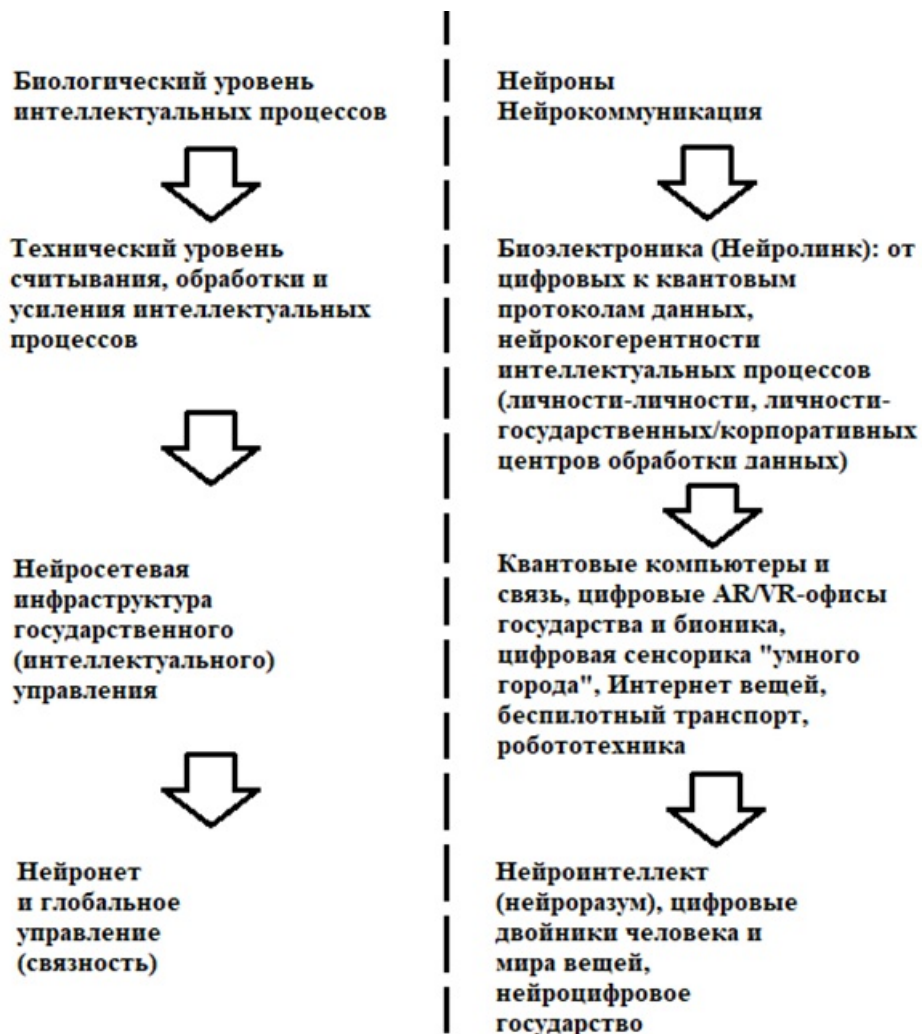 Биологический уровень
интеллектуальных процессов
Нейроны
Нейрокоммуникация
Технический уровень
считывания, обработки и
усиления интеллектуальных
процессов
Биоэлектроника (Нейролинк): от
цифровых к квантовым
протоколам данных,
нейрокогерентности
интеллектуальных процессов
(личности-личности, личности-
государственных/корпоративных
центров обработки данных)
Нейросетевая
инфраструктура
государственного
(интеллектуального)
управления
Квантовые компьютеры и
связь, цифровые AR/VR-офисы
государства и бионика,
цифровая сенсорика "умного
города", Интернет вещей,
беспилотный транспорт,
робототехника
Нейронет
и глобальное
управление
(связность)
Нейроинтеллект
(нейроразум), цифровые
двойники человека и
мира вещей,
нейроцифровое
государство